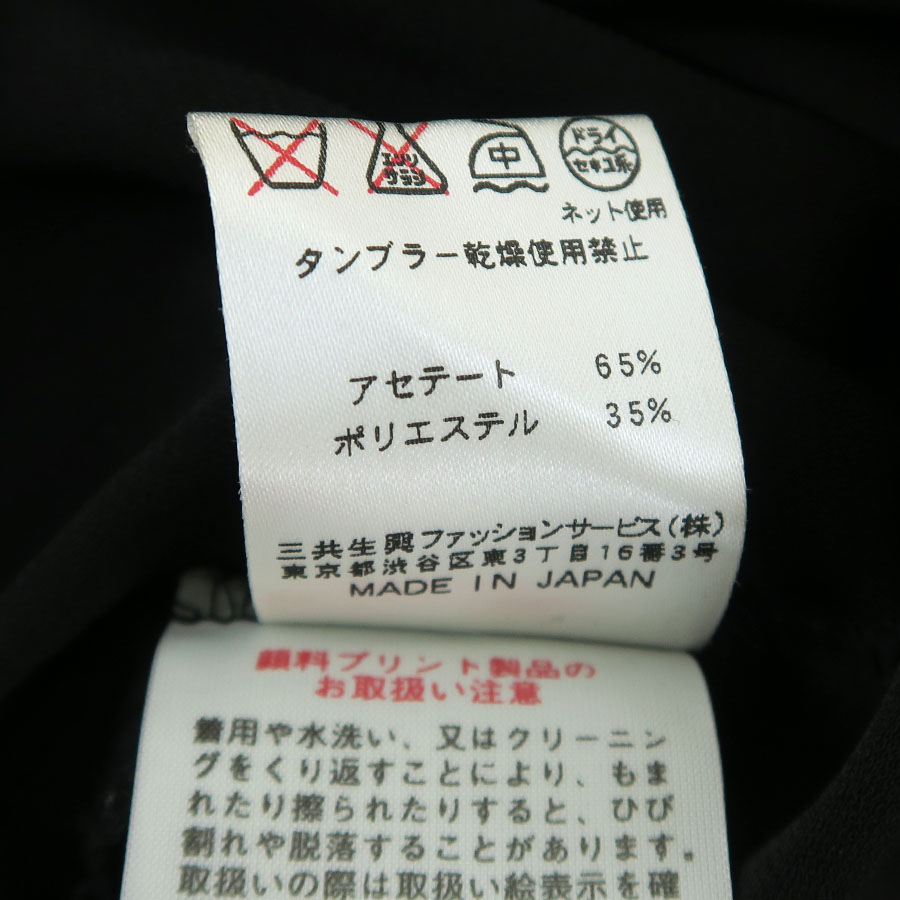 エンソ サラシ 中 ドライ セキユ系
ネット使用
タンブラー乾燥使用禁止
アセテート 65%
ポリエステル 35%
三共生興ファッションサービス(株)
東京都渋谷区東3丁目16番3号
MADE IN JAPAN
顔料プリント製品の
お取扱い注意
着用や水洗い、又はクリーニン
グをくり返すことにより、もま
れたり擦られたりすると、ひび
割れや脱落することがあります。
取扱いの際は取扱い絵表示を確